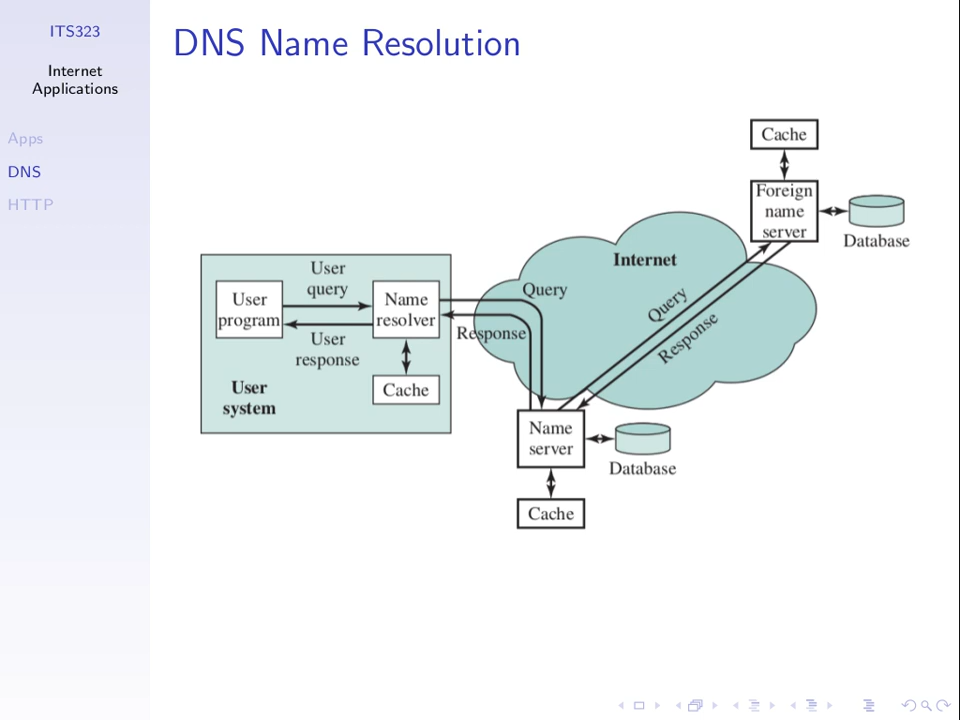 ITS323
Internet
Applications
Apps
DNS
HTTP
DNS Name Resolution
Cache
Foreign
name
server
Database
Internet
User
query
User
program
Name
resolver
User
response
Cache
User
system
Query
Response
Query
Response
Name
server
Database
Cache